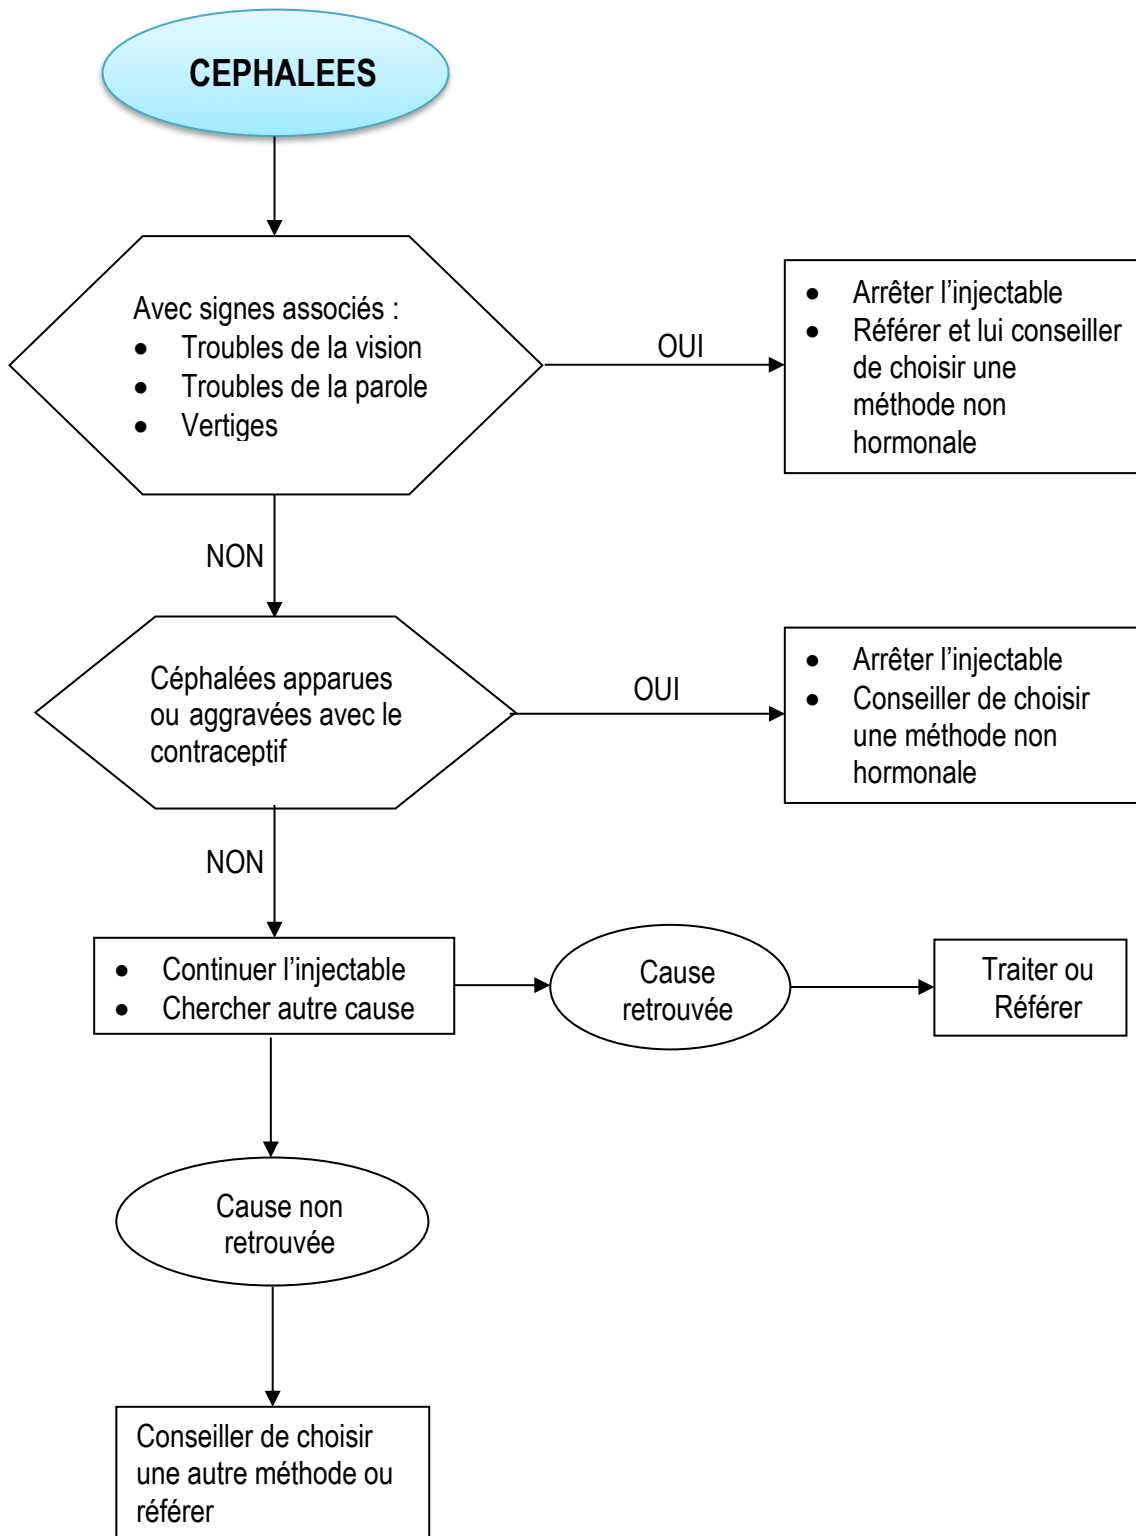 CEPHALEES
Avec signes associés :
• Troubles de la vision
• Troubles de la parole
• Vertiges
OUI
• Arrêter l’injectable
• Référer et lui conseiller
de choisir une
méthode non
hormonale
NON
Céphalées apparues
ou aggravées avec le
contraceptif
OUI
• Arrêter l’injectable
• Conseiller de choisir
une méthode non
hormonale
NON
• Continuer l’injectable
• Chercher autre cause
Cause
retrouvée
Traiter ou
Référer
Cause non
retrouvée
Conseiller de choisir
une autre méthode ou
référer